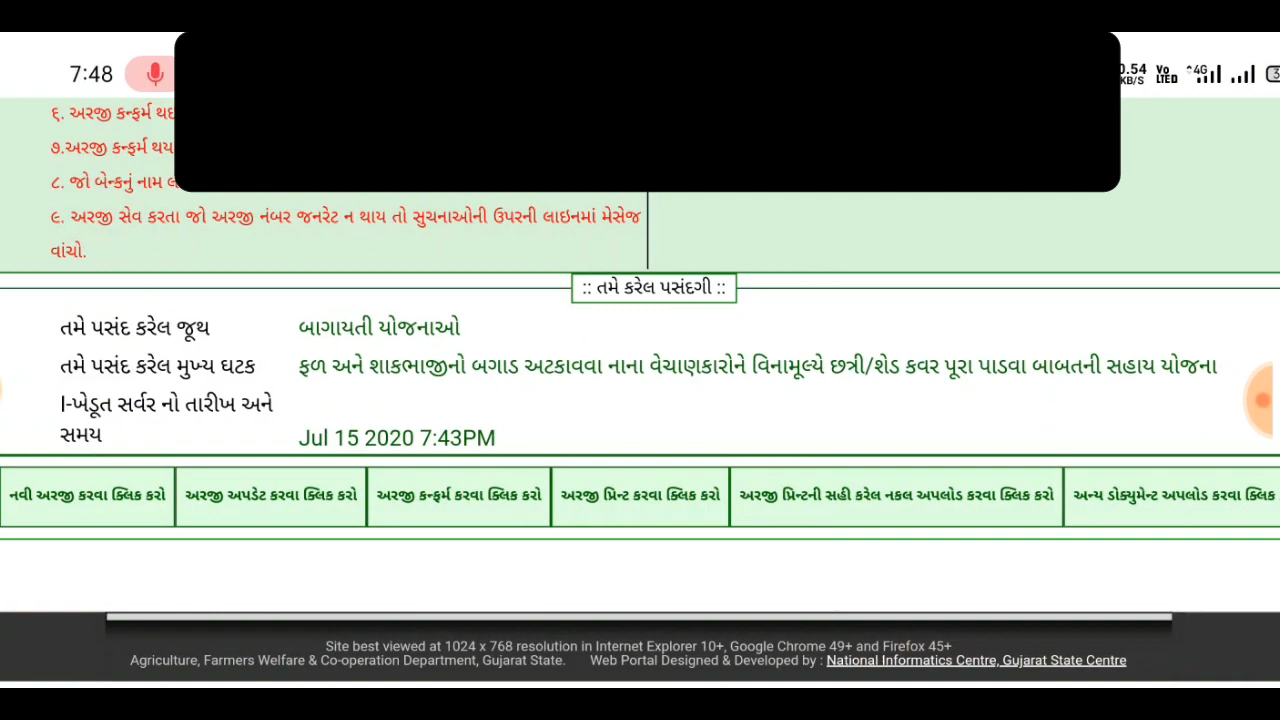 7:48
0.54 KB/S Vo LTED 4G
૬. અરજી કન્ફર્મ
૭.અરજી કન્ફર્મ
૮. જો બેન્કનું નામ
૯. અરજી સેવ કરતા જો અરજી નંબર જનરેટ ન થાય તો સુચનાઓની ઉપરની લાઇનમાં મેસેજ
વાંચો.
:: તમે કરેલ પસંદગી ::
તમે પસંદ કરેલ જૂથ બાગાયતી યોજનાઓ
તમે પસંદ કરેલ મુખ્ય ઘટક ફળ અને શાકભાજીનો બગાડ અટકાવવા નાના વેચાણકારોને વિનામૂલ્યે છત્રી/શેડ કવર પૂરા પાડવા બાબતની સહાય યોજના
I-ખેડૂત સર્વર નો તારીખ અને
સમય Jul 15 2020 7:43PM
નવી અરજી કરવા ક્લિક કરો અરજી અપડેટ કરવા ક્લિક કરો અરજી કન્ફર્મ કરવા ક્લિક કરો અરજી પ્રિન્ટ કરવા ક્લિક કરો અરજી પ્રિન્ટની સહી કરેલ નકલ અપલોડ કરવા ક્લિક કરો અન્ય ડોક્યુમેન્ટ અપલોડ કરવા ક્લિક
Site best viewed at 1024 x 768 resolution in Internet Explorer 10+, Google Chrome 49+ and Firefox 45+
Agriculture, Farmers Welfare & Co-operation Department, Gujarat State. Web Portal Designed & Developed by : National Informatics Centre, Gujarat State Centre